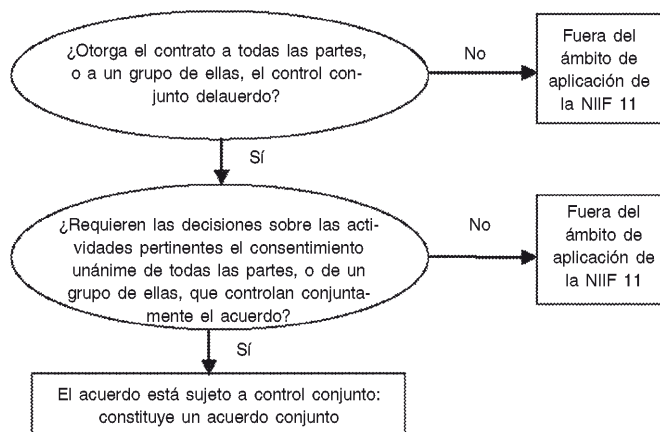 ¿Otorga el contrato a todas las partes,
o a un grupo de ellas, el control con-
junto delauerdo?
No
Fuera del
ámbito de
aplicación de
la NIIF 11
Sí
¿Requieren las decisiones sobre las acti-
vidades pertinentes el consentimiento
unánime de todas las partes, o de un
grupo de ellas, que controlan conjunta-
mente el acuerdo?
No
Fuera del
ámbito de
aplicación de
la NIIF 11
Sí
El acuerdo está sujeto a control conjunto:
constituye un acuerdo conjunto